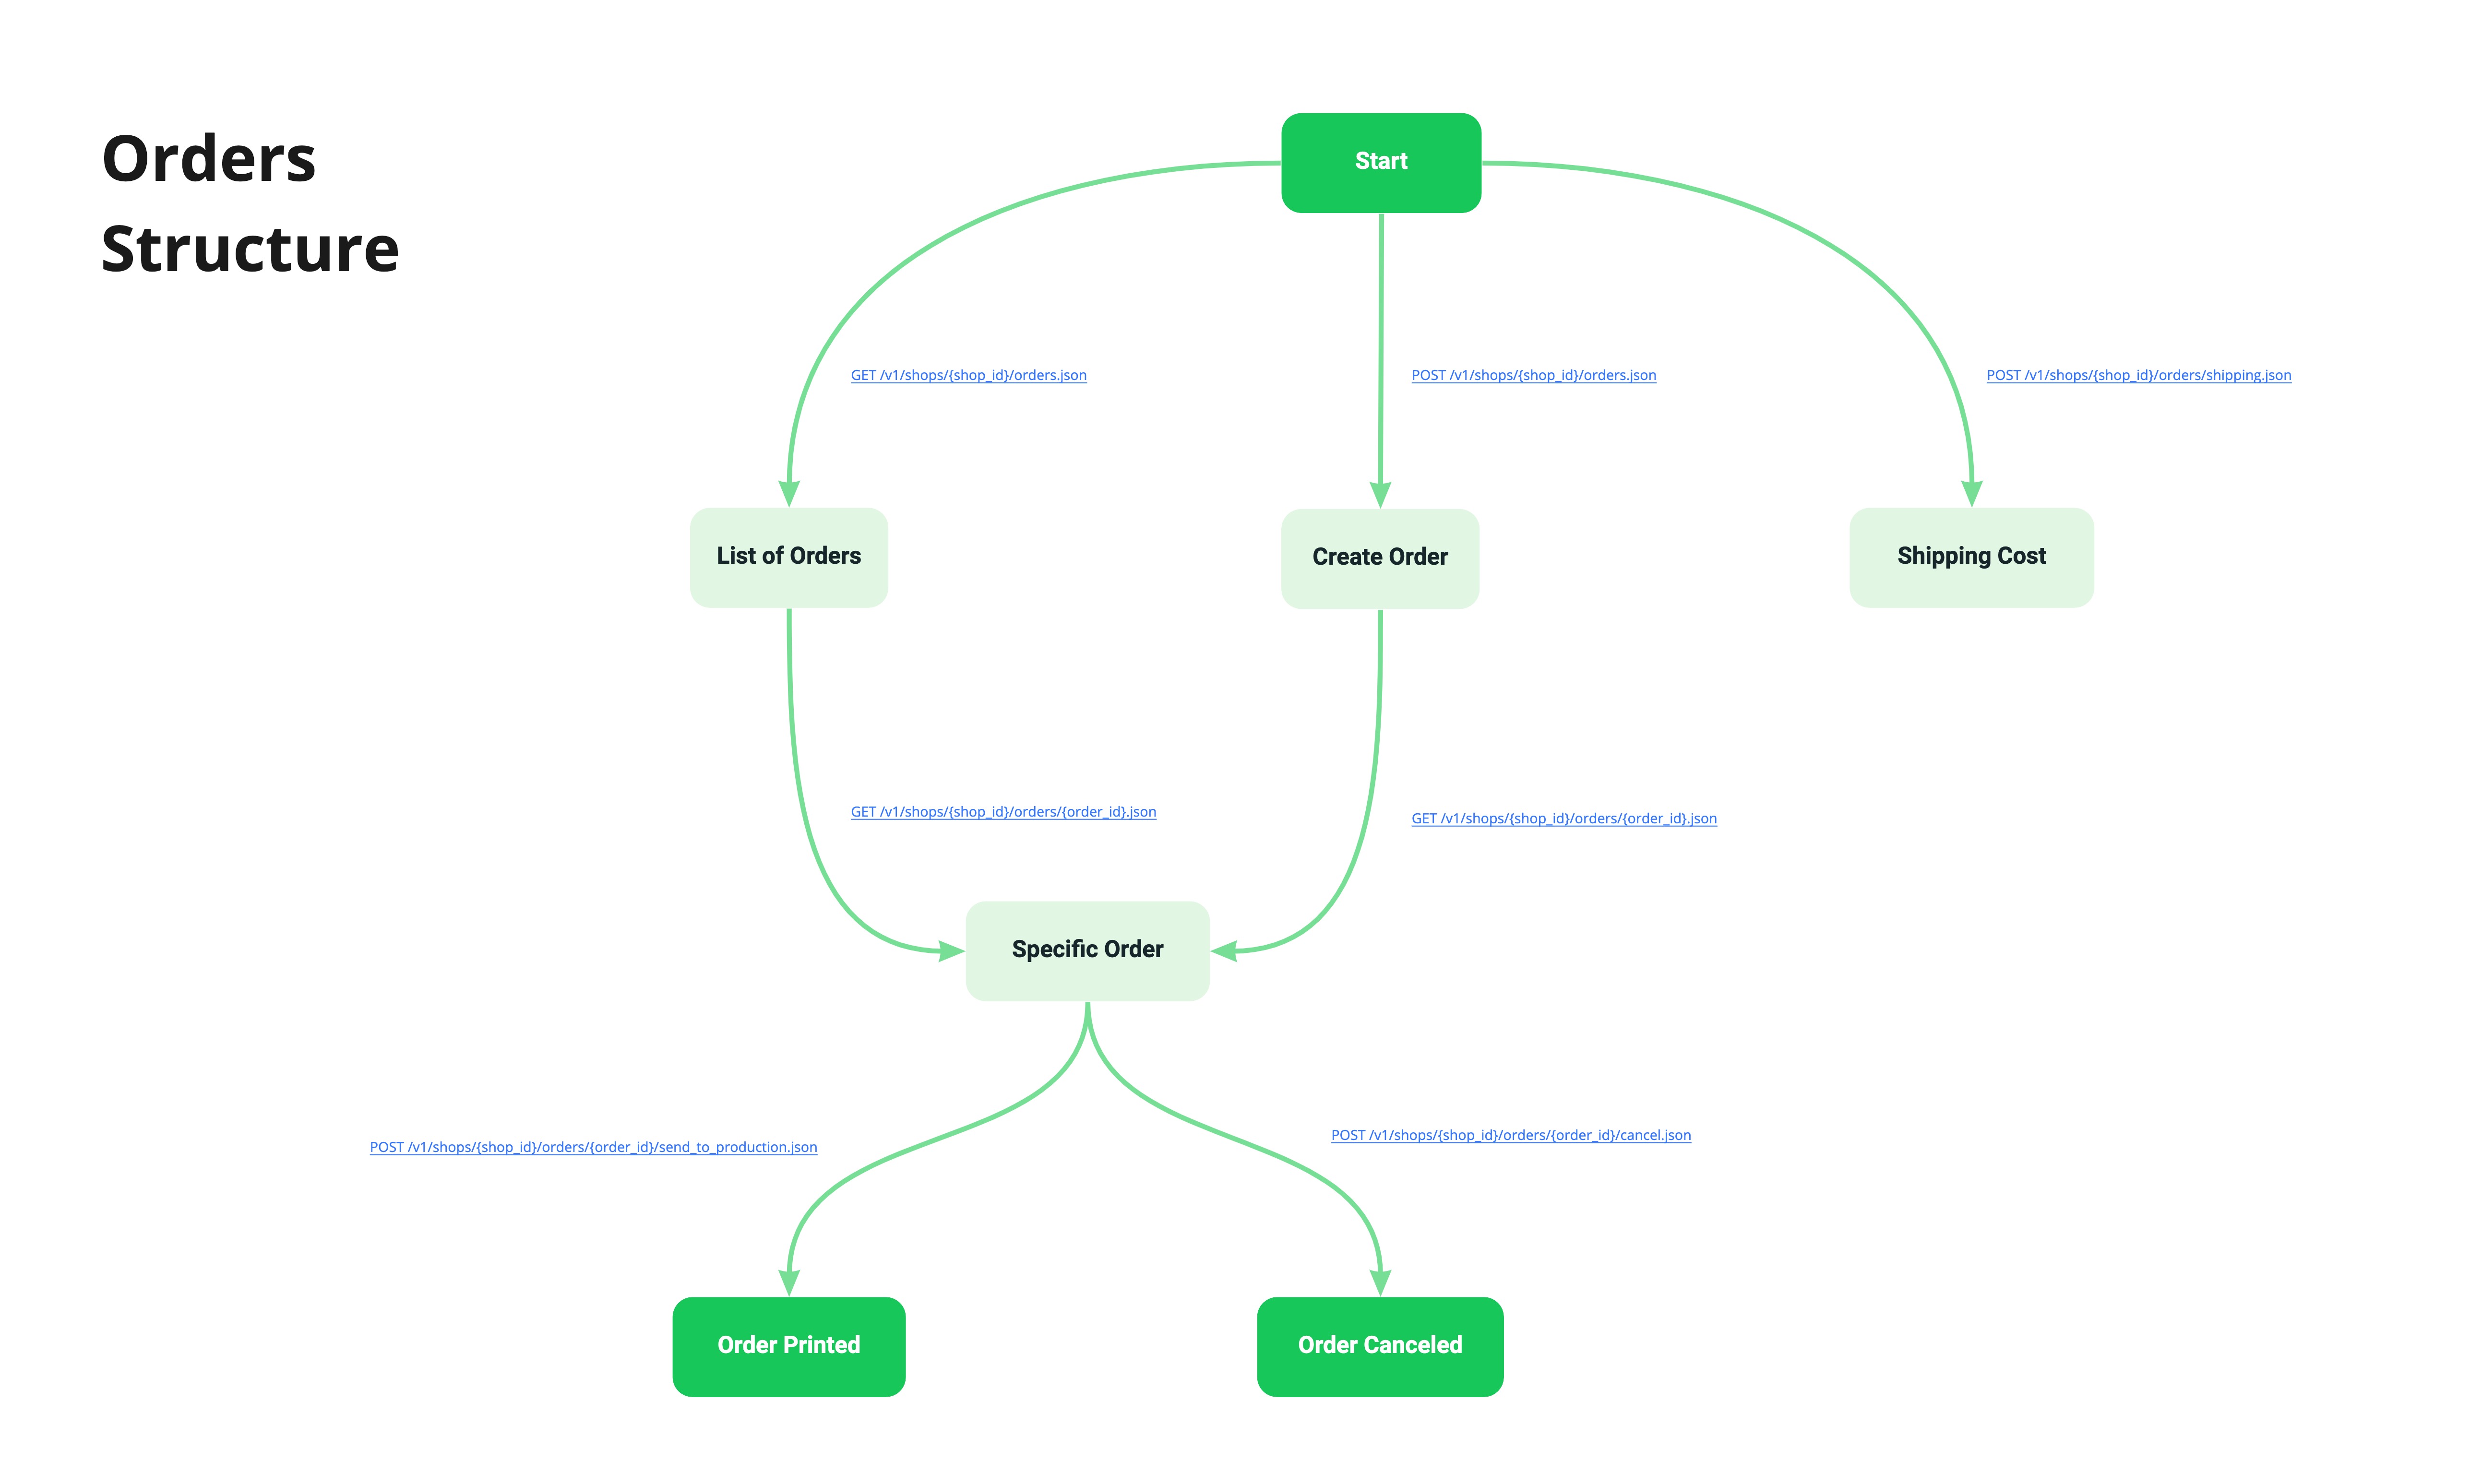 Orders
Structure
Start
GET /v1/shops/{shop_id}/orders.json
POST /v1/shops/{shop_id}/orders.json
POST /v1/shops/{shop_id}/orders/shipping.json
List of Orders
Create Order
Shipping Cost
GET /v1/shops/{shop_id}/orders/{order_id}.json
GET /v1/shops/{shop_id}/orders/{order_id}.json
Specific Order
POST /v1/shops/{shop_id}/orders/{order_id}/send_to_production.json
POST /v1/shops/{shop_id}/orders/{order_id}/cancel.json
Order Printed
Order Canceled